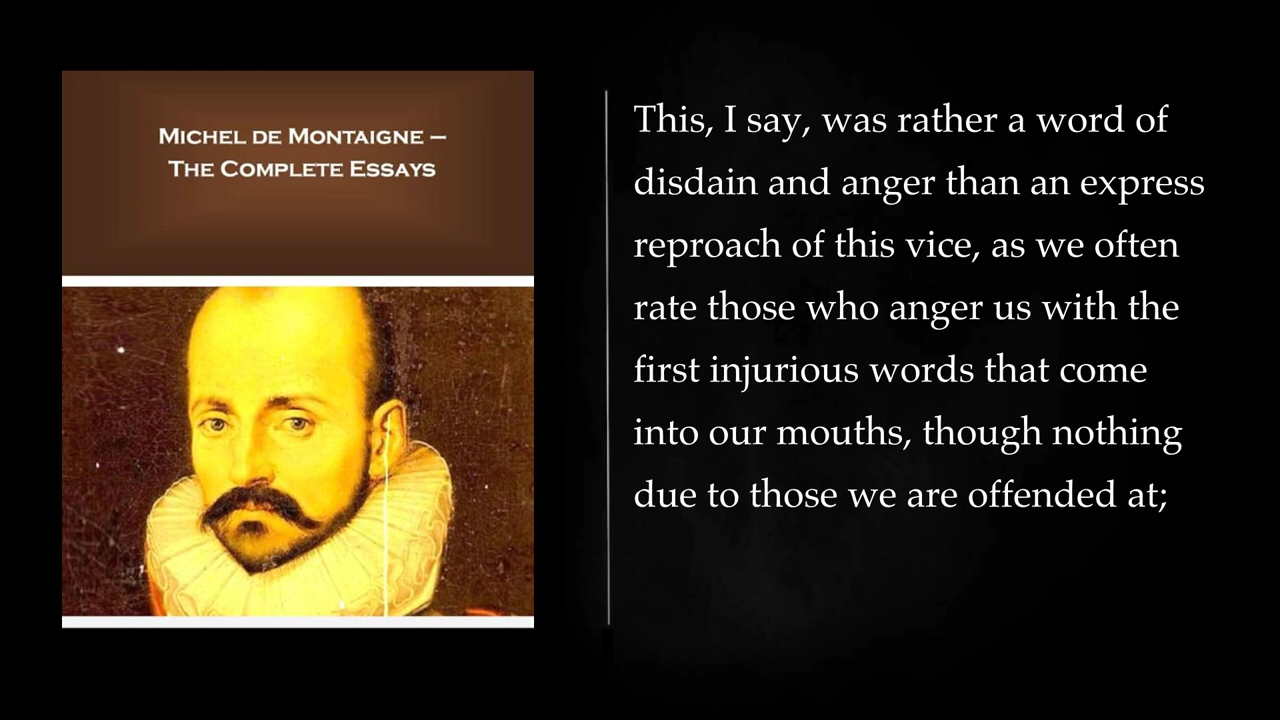 MICHEL DE MONTAIGNE –
THE COMPLETE ESSAYS
This, I say, was rather a word of
disdain and anger than an express
reproach of this vice, as we often
rate those who anger us with the
first injurious words that come
into our mouths, though nothing
due to those we are offended at;